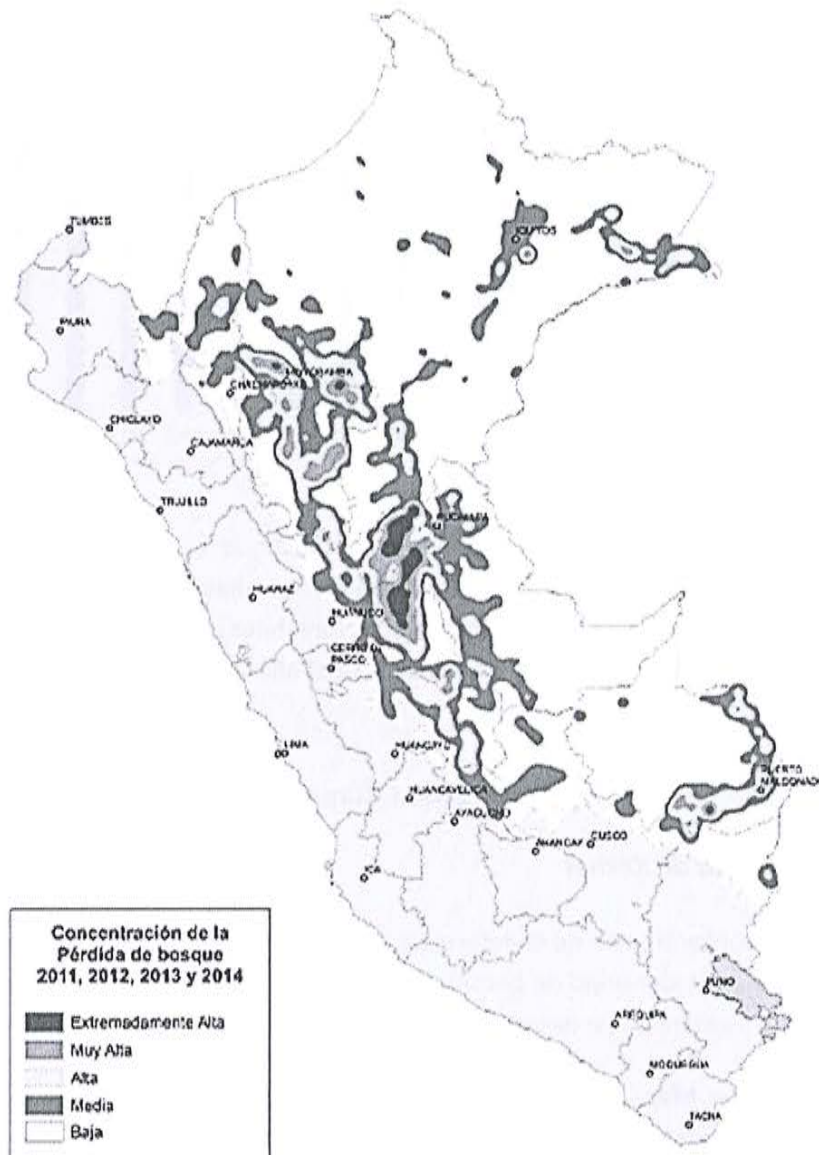 TUMBES
IQUITOS
PIURA
MOYOBAMBA
CHACHAPOYAS
CHICLAYO
CAJAMARCA
TRUJILLO
PUCALLPA
HUARAZ
HUANUCO
CERRO DE
PASCO
LIMA
HUANCAYO
PUERTO
MALDONADO
HUANCAVELICA
AYACUCHO
ABANCAY
CUSCO
ICA
Concentración de la
Pérdida de bosque
2011, 2012, 2013 y 2014
Extremadamente Alta
Muy Alta
Alta
Media
Baja
PUNO
AREQUIPA
MOQUEGUA
TACNA